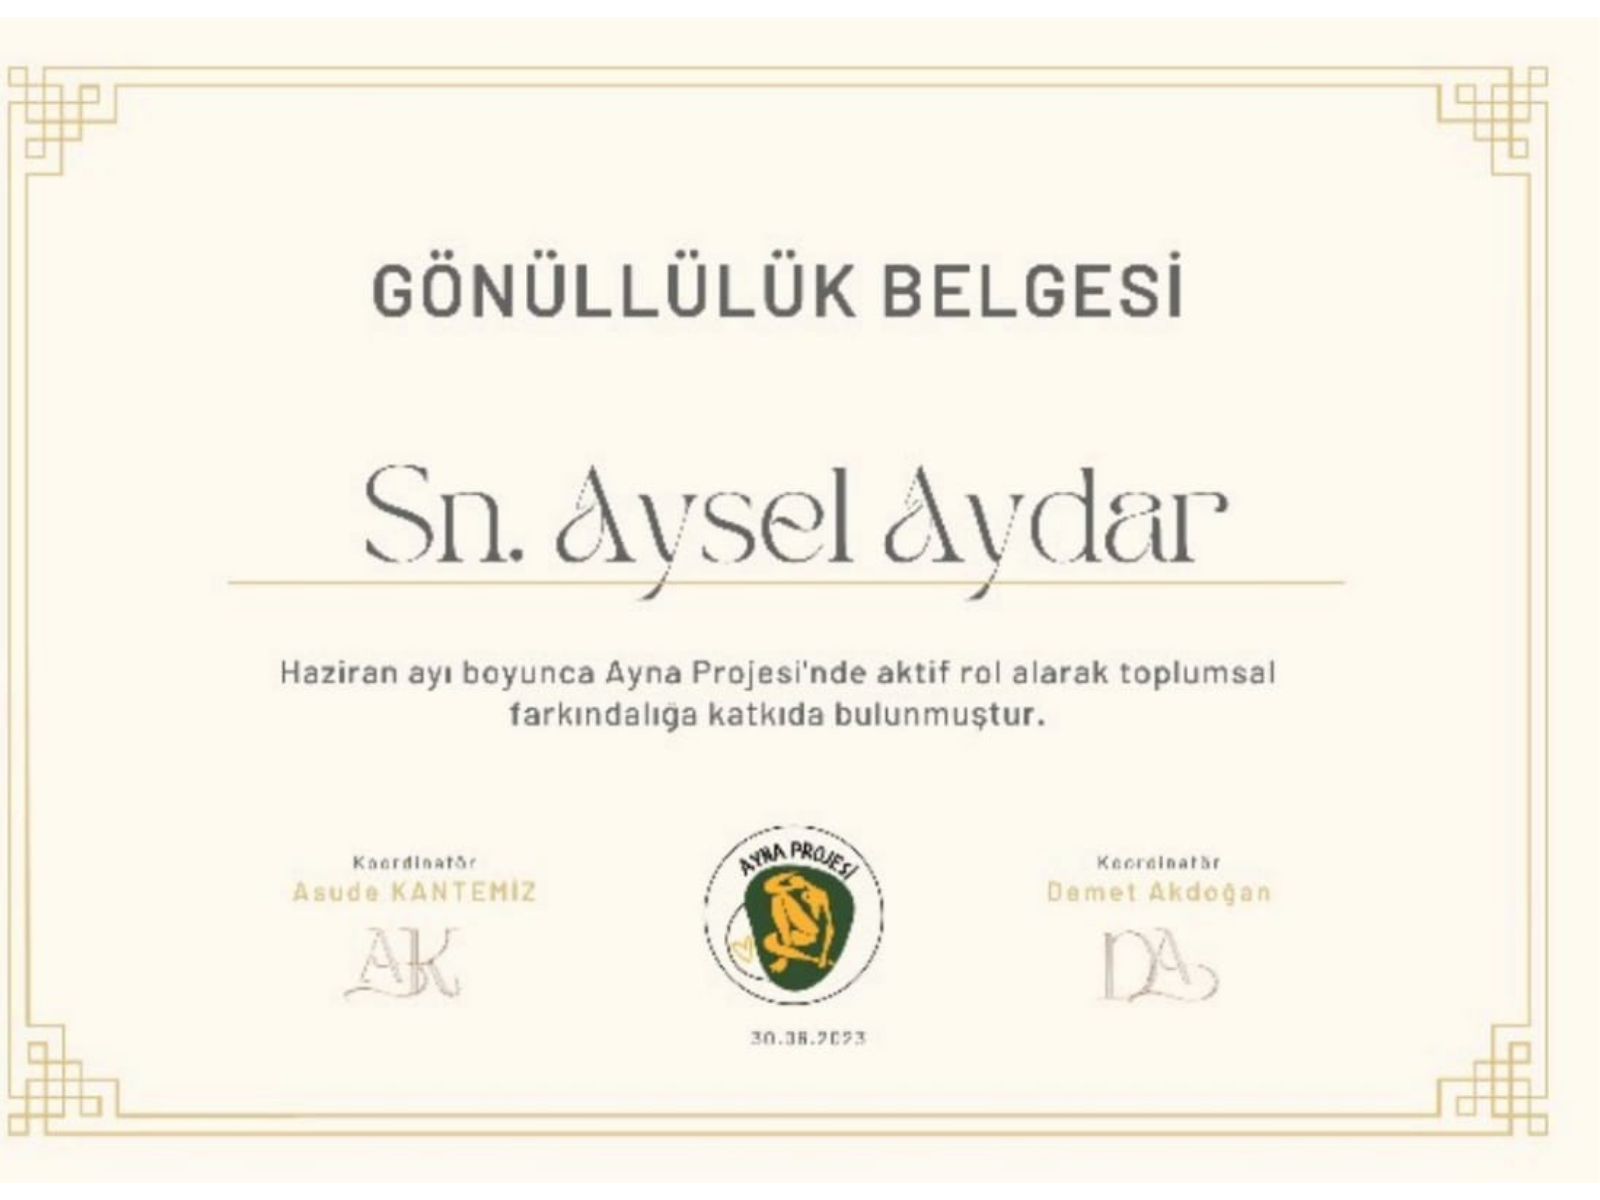 GÖNÜLLÜLÜK BELGESİ
Sn. Aysel Aydar
Haziran ayı boyunca Ayna Projesi'nde aktif rol alarak toplumsal
farkındalığa katkıda bulunmuştur.
Koordinatör
Asude KANTEMİZ
AK
AYNA PROJESİ
Koordinatör
Demet Akdoğan
DA
30.06.2023